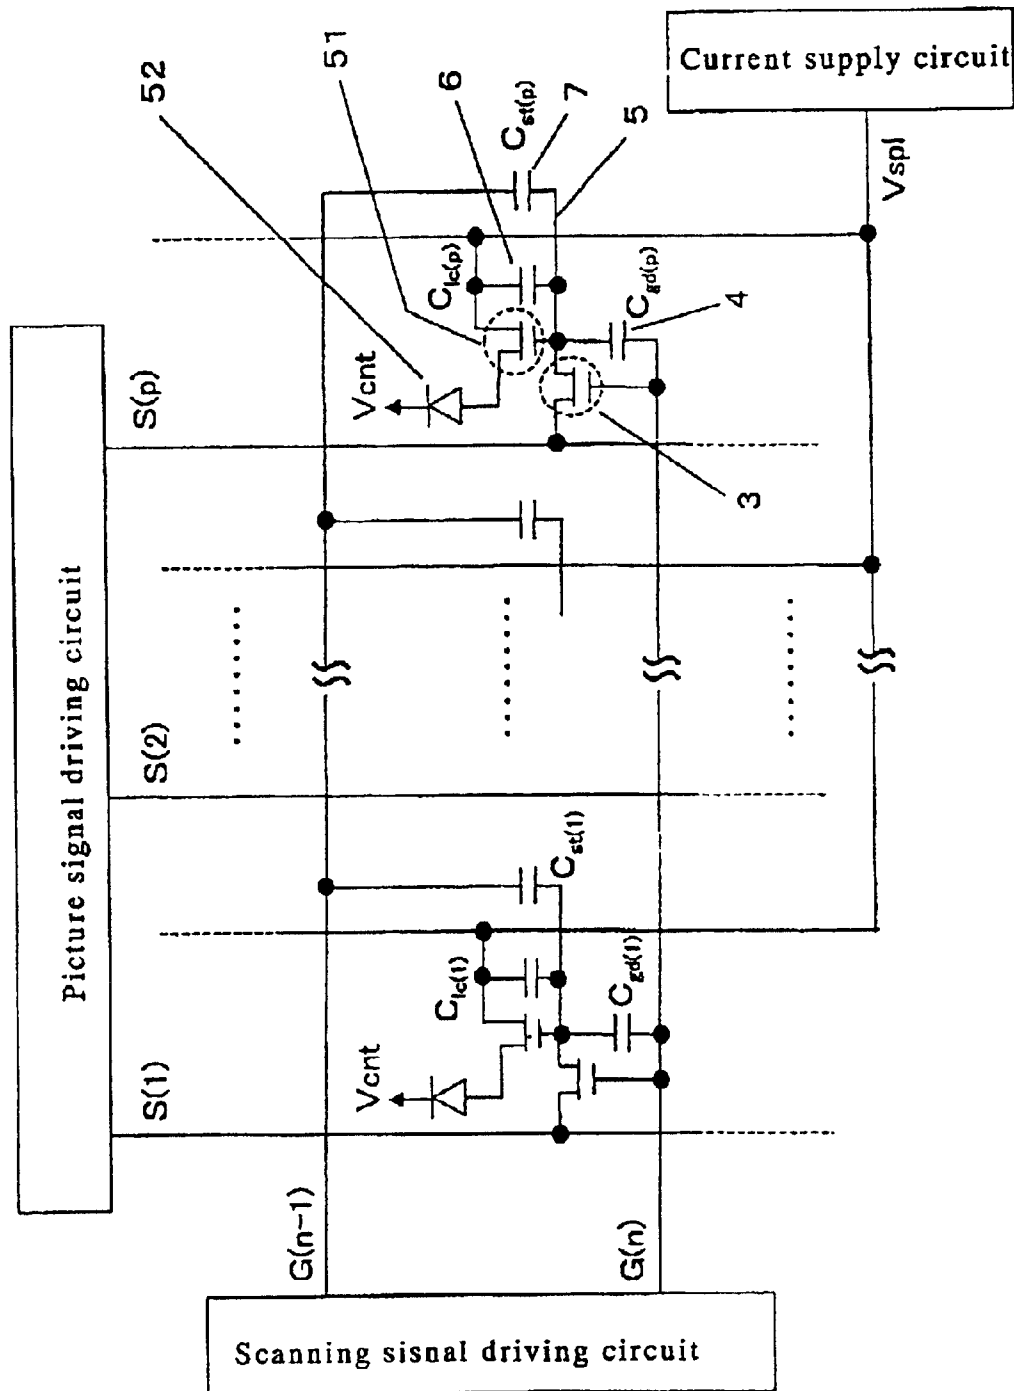 Picture signal driving circuit
Current supply circuit
Scanning sisnal driving circuit
S(1)
S(2)
S(p)
G(n-1)
G(n)
Vcnt
Clc(1)
Cst(1)
Cgd(1)
Vcnt
Clc(p)
Cst(p)
Cgd(p)
Vspl
52
51
6
7
5
4
3